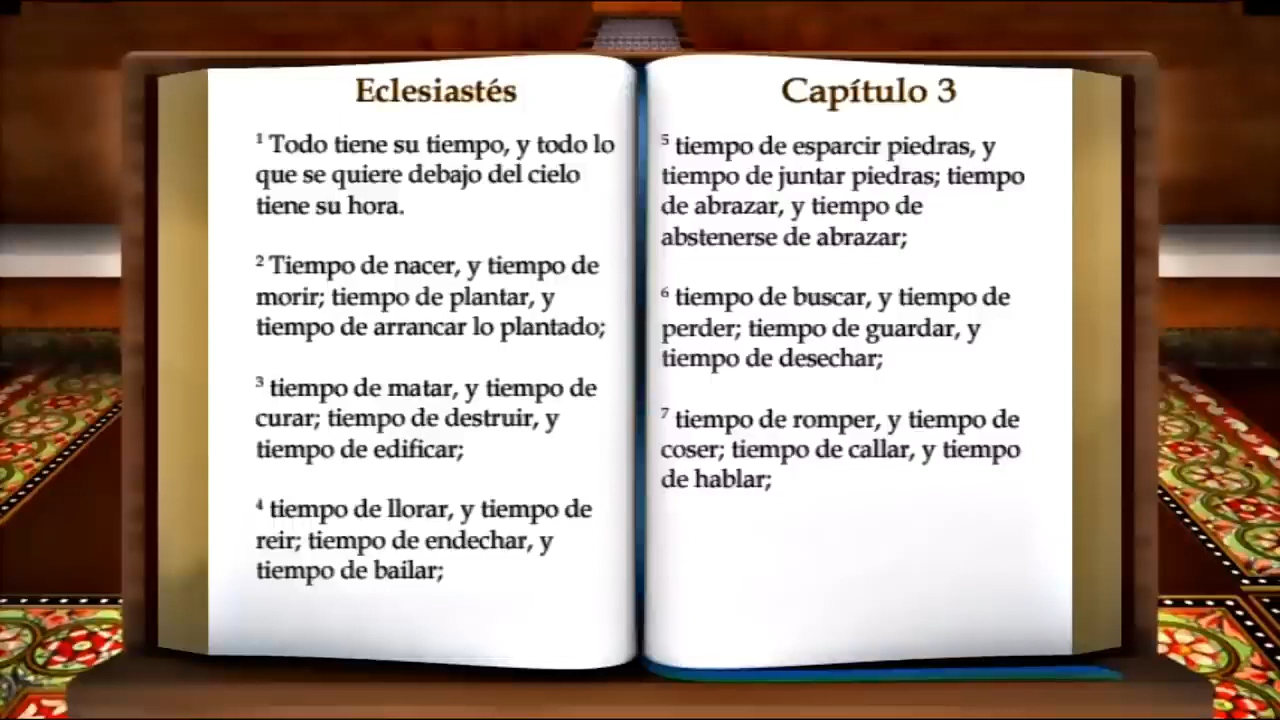 Eclesiastés
¹ Todo tiene su tiempo, y todo lo
que se quiere debajo del cielo
tiene su hora.
² Tiempo de nacer, y tiempo de
morir; tiempo de plantar, y
tiempo de arrancar lo plantado;
³ tiempo de matar, y tiempo de
curar; tiempo de destruir, y
tiempo de edificar;
⁴ tiempo de llorar, y tiempo de
reir; tiempo de endechar, y
tiempo de bailar;
Capítulo 3
⁵ tiempo de esparcir piedras, y
tiempo de juntar piedras; tiempo
de abrazar, y tiempo de
abstenerse de abrazar;
⁶ tiempo de buscar, y tiempo de
perder; tiempo de guardar, y
tiempo de desechar;
⁷ tiempo de romper, y tiempo de
coser; tiempo de callar, y tiempo
de hablar;